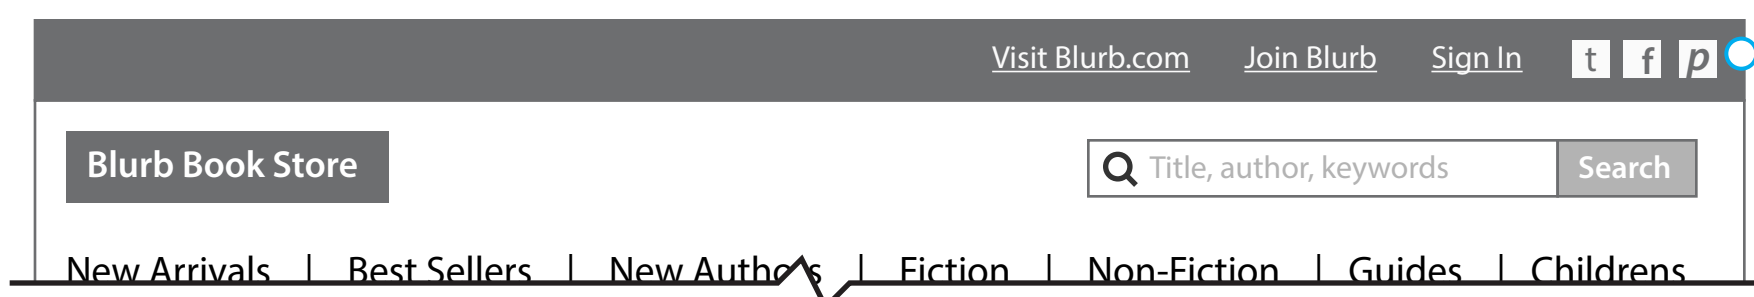 Visit Blurb.com Join Blurb Sign In t f p
Blurb Book Store
Title, author, keywords Search
New Arrivals | Best Sellers | New Authors | Fiction | Non-Fiction | Guides | Childrens